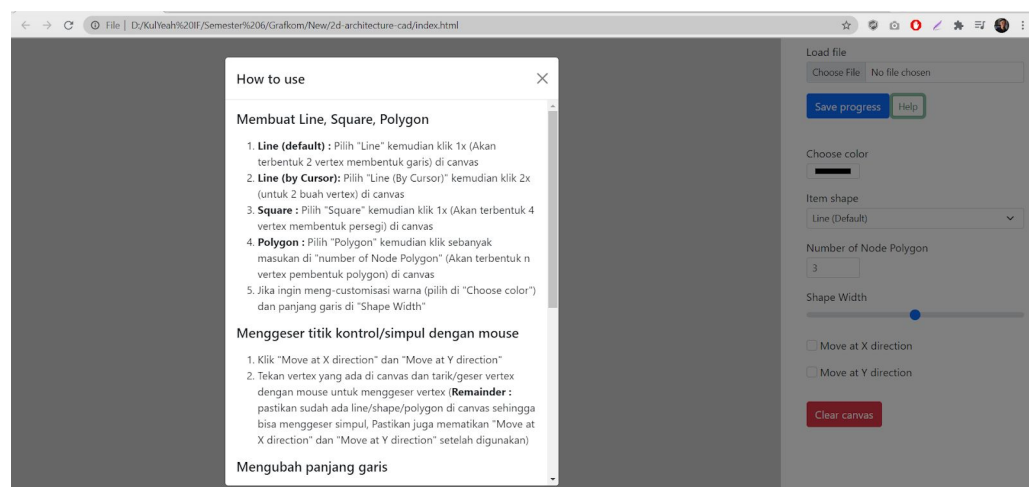 File | D:/KulYeah%20IF/Semester%206/Grafkom/New/2d-architecture-cad/index.html
How to use
Membuat Line, Square, Polygon
1. Line (default) : Pilih "Line" kemudian klik 1x (Akan
terbentuk 2 vertex membentuk garis) di canvas
2. Line (by Cursor): Pilih "Line (By Cursor)" kemudian klik 2x
(untuk 2 buah vertex) di canvas
3. Square : Pilih "Square" kemudian klik 1x (Akan terbentuk 4
vertex membentuk persegi) di canvas
4. Polygon : Pilih "Polygon" kemudian klik sebanyak
masukan di "number of Node Polygon" (Akan terbentuk n
vertex pembentuk polygon) di canvas
5. Jika ingin meng-customisasi warna (pilih di "Choose color")
dan panjang garis di "Shape Width"
Menggeser titik kontrol/simpul dengan mouse
1. Klik "Move at X direction" dan "Move at Y direction"
2. Tekan vertex yang ada di canvas dan tarik/geser vertex
dengan mouse untuk menggeser vertex (Remainder :
pastikan sudah ada line/shape/polygon di canvas sehingga
bisa menggeser simpul, Pastikan juga mematikan "Move at
X direction" dan "Move at Y direction" setelah digunakan)
Mengubah panjang garis
Load file
Choose File No file chosen
Save progress Help
Choose color
Item shape
Line (Default)
Number of Node Polygon
3
Shape Width
Move at X direction
Move at Y direction
Clear canvas